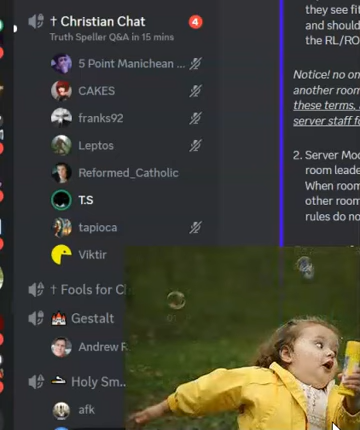 † Christian Chat
4
Truth Speller Q&A in 15 mins
5 Point Manichean ...
CAKES
franks92
Leptos
Reformed_Catholic
T.S
tapioca
Viktir
† Fools for C
Gestalt
Andrew
Holy Sm..
afk
they see fit
and should
the RL/RO
Notice! no on
another room
these terms,
server staff fo
2. Server Mod
room leade
When room
other room
rules do no